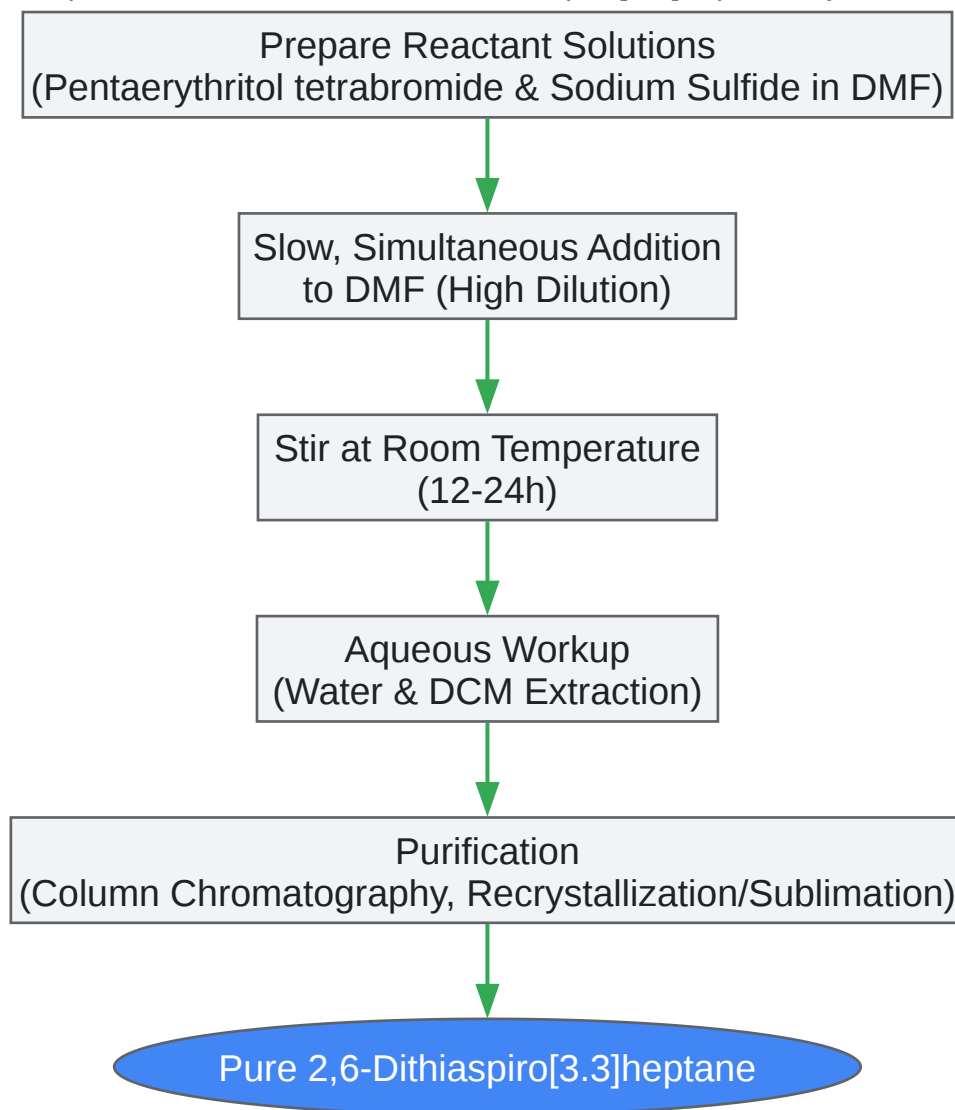 Prepare Reactant Solutions
(Pentaerythritol tetrabromide & Sodium Sulfide in DMF)
Slow, Simultaneous Addition
to DMF (High Dilution)
Stir at Room Temperature
(12-24h)
Aqueous Workup
(Water & DCM Extraction)
Purification
(Column Chromatography, Recrystallization/Sublimation)
Pure 2,6-Dithiaspiro[3.3]heptane